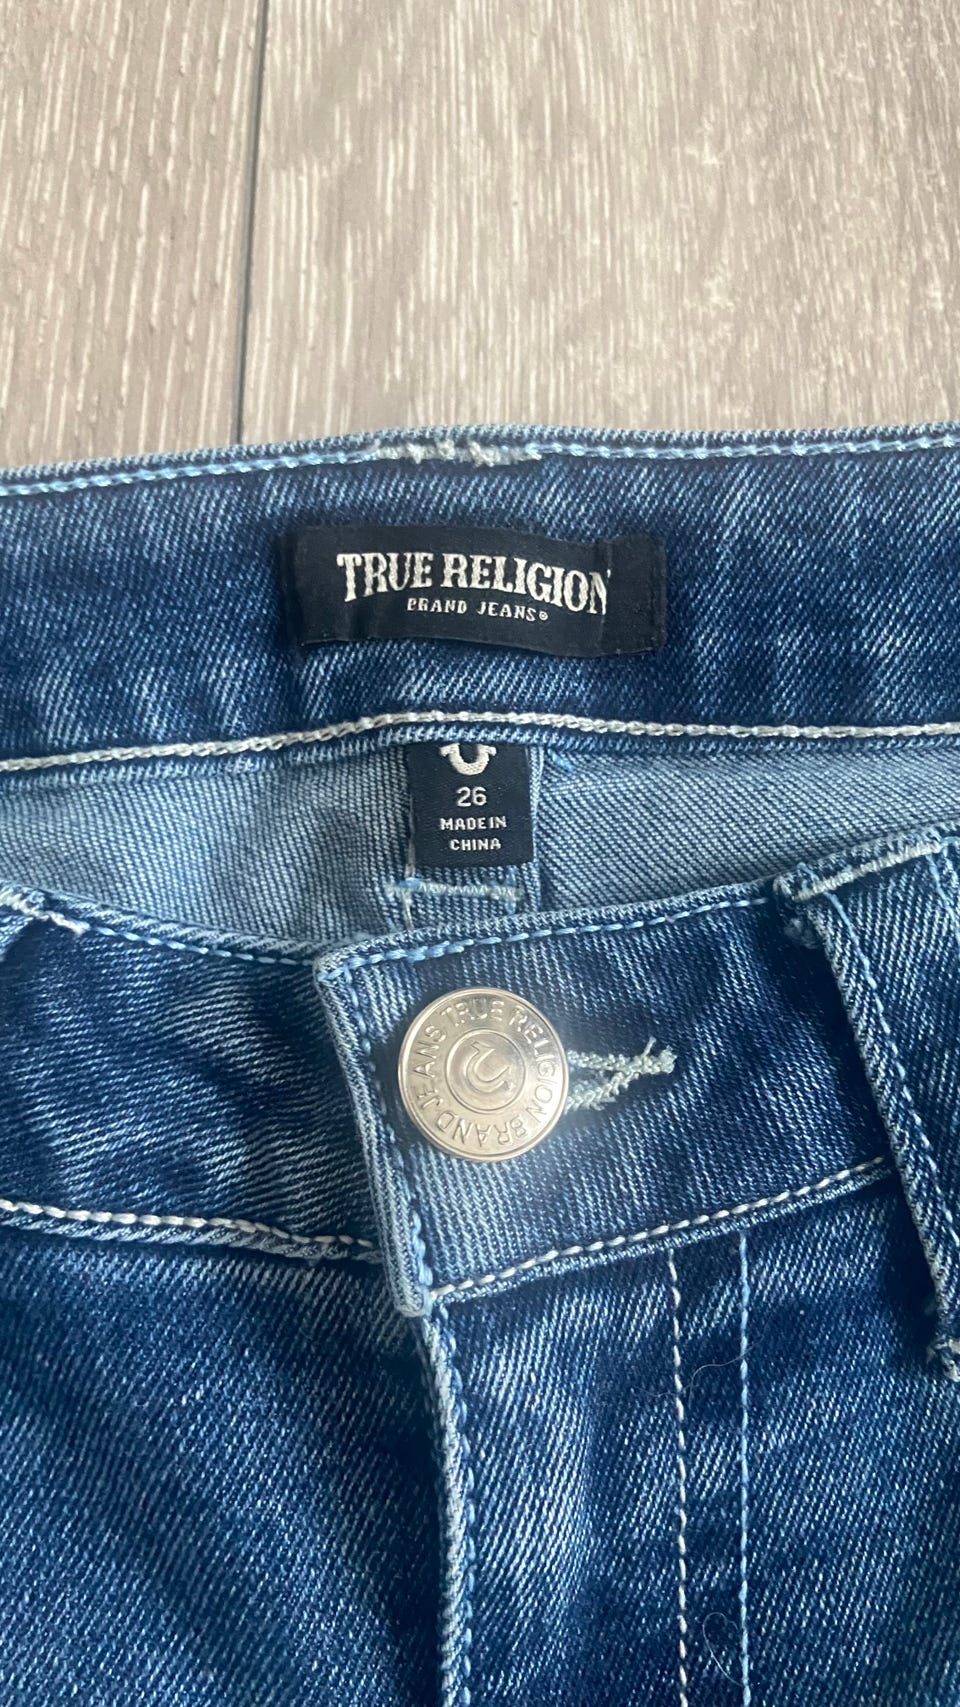 TRUE RELIGION
BRAND JEANS®
26
MADE IN
CHINA
TRUE RELIGION BRAND JEANS